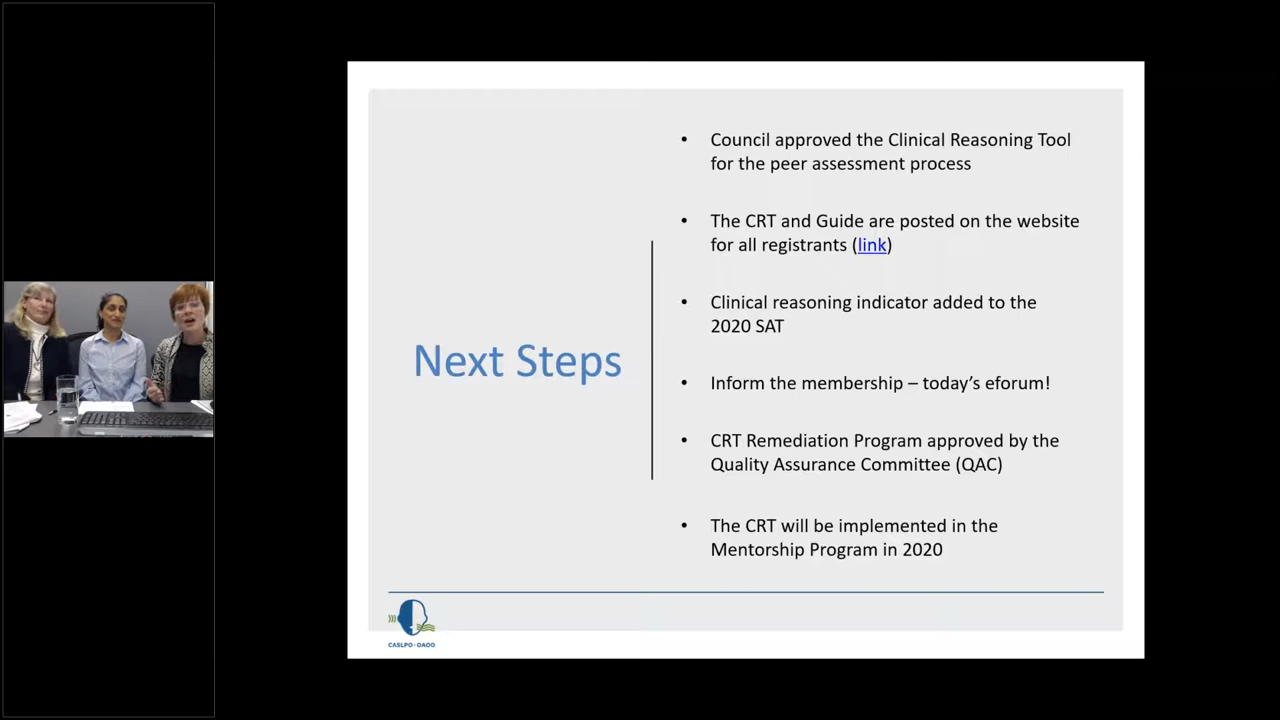 Next Steps
• Council approved the Clinical Reasoning Tool
for the peer assessment process
• The CRT and Guide are posted on the website
for all registrants (link)
• Clinical reasoning indicator added to the
2020 SAT
• Inform the membership – today's eforum!
• CRT Remediation Program approved by the
Quality Assurance Committee (QAC)
• The CRT will be implemented in the
Mentorship Program in 2020
CASLPO•OAOO